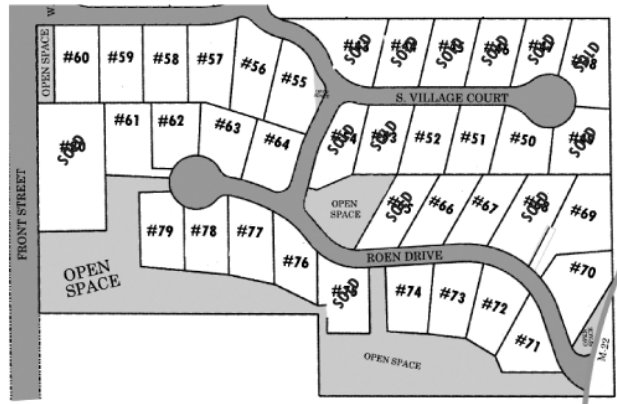 W.
OPEN SPACE
#60
#59
#58
#57
#56
#55
SOLD
SOLD
SOLD
SOLD
SOLD
SOLD
S. VILLAGE COURT
SOLD
#61
#62
#63
#64
SOLD
SOLD
#52
#51
#50
SOLD
FRONT STREET
#79
#78
#77
#76
OPEN
SPACE
SOLD
#66
#67
SOLD
#69
OPEN
SPACE
ROEN DRIVE
#70
SOLD
#74
#73
#72
#71
OPEN
SPACE
M-22
OPEN SPACE